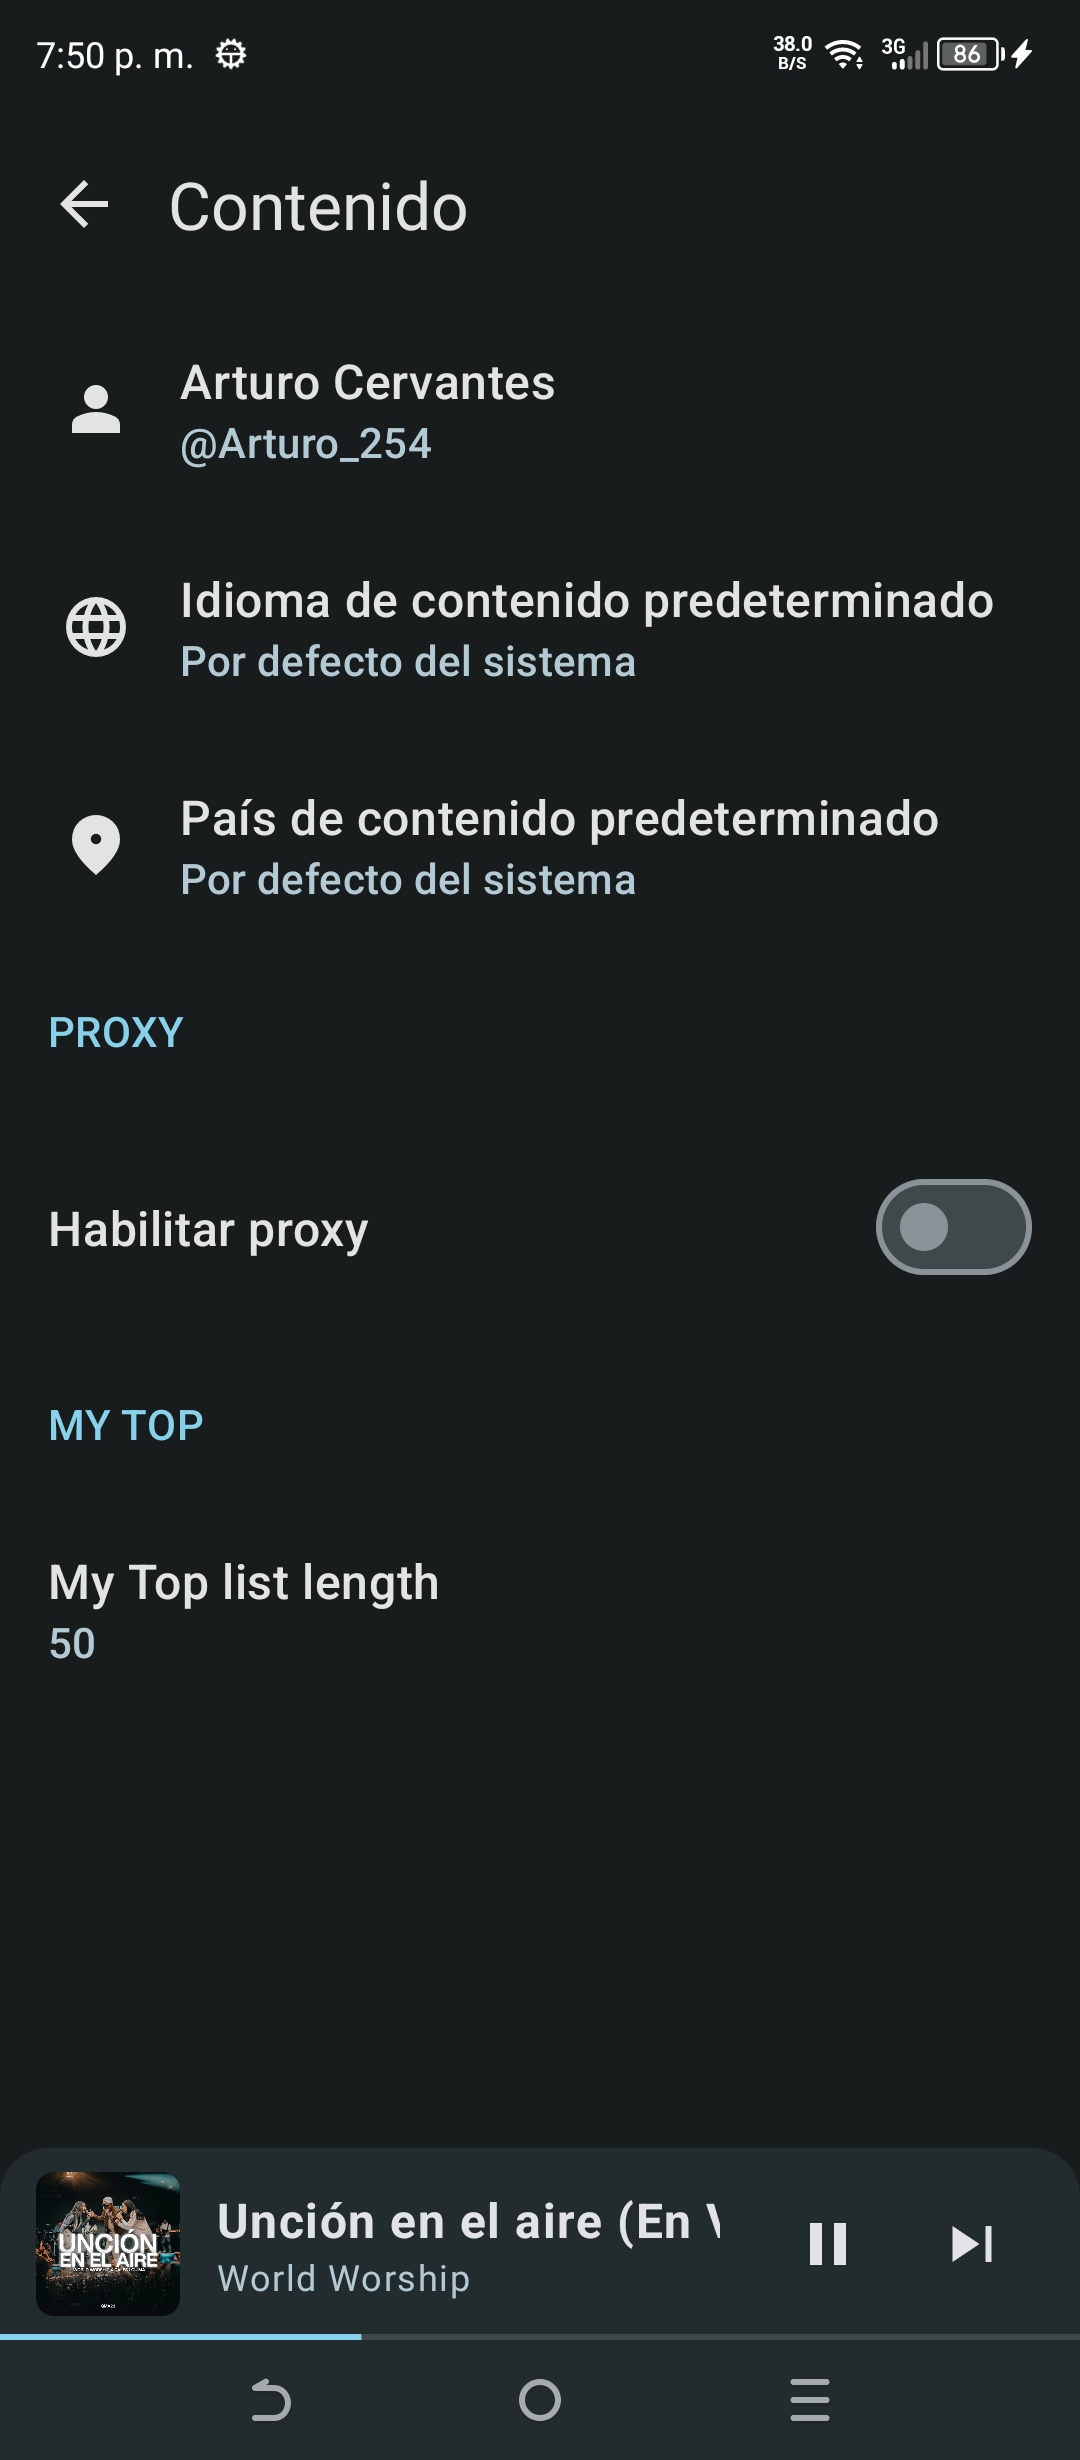 7:50 p. m.
38.0
B/S
3G
86
Contenido
Arturo Cervantes
@Arturo_254
Idioma de contenido predeterminado
Por defecto del sistema
País de contenido predeterminado
Por defecto del sistema
PROXY
Habilitar proxy
MY TOP
My Top list length
50
UNCIÓN
EN EL AIRE
Unción en el aire (En V
World Worship